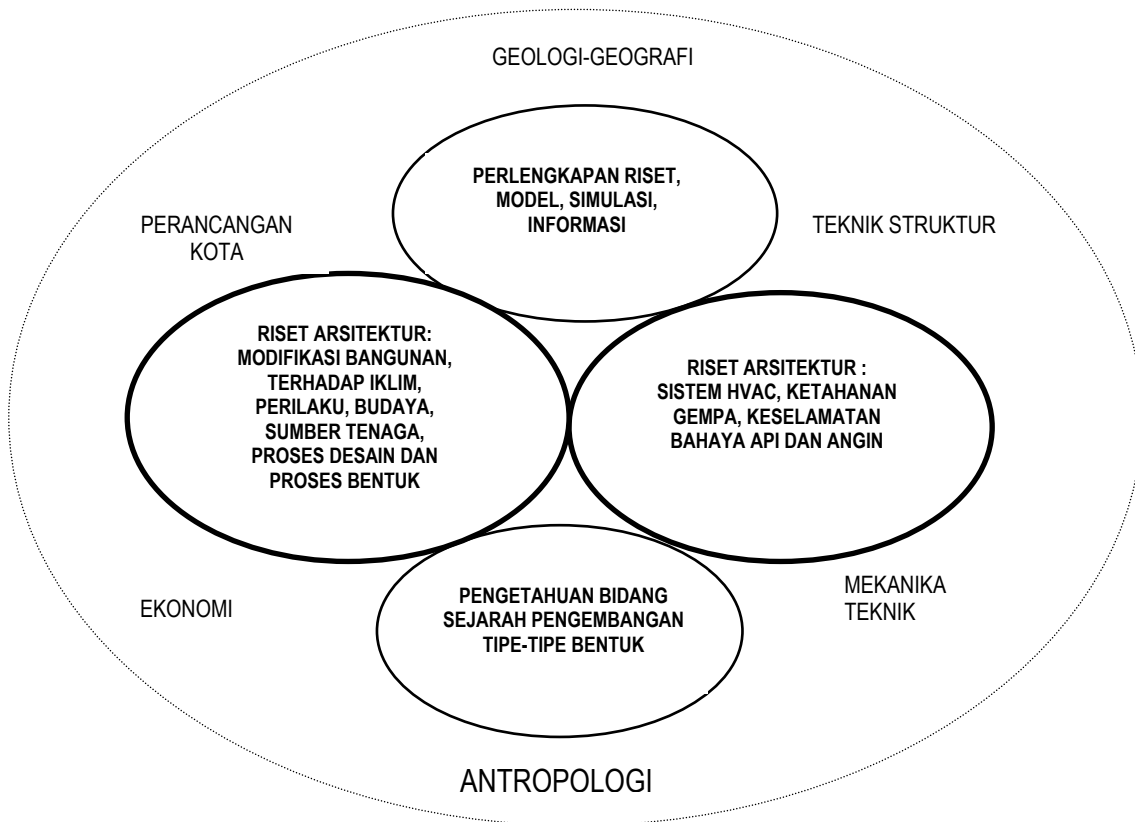 GEOLOGI-GEOGRAFI
PERLENGKAPAN RISET,
MODEL, SIMULASI,
INFORMASI
PERANCANGAN
KOTA
TEKNIK STRUKTUR
RISET ARSITEKTUR:
MODIFIKASI BANGUNAN,
TERHADAP IKLIM,
PERILAKU, BUDAYA,
SUMBER TENAGA,
PROSES DESAIN DAN
PROSES BENTUK
RISET ARSITEKTUR :
SISTEM HVAC, KETAHANAN
GEMPA, KESELAMATAN
BAHAYA API DAN ANGIN
EKONOMI
PENGETAHUAN BIDANG
SEJARAH PENGEMBANGAN
TIPE-TIPE BENTUK
MEKANIKA
TEKNIK
ANTROPOLOGI